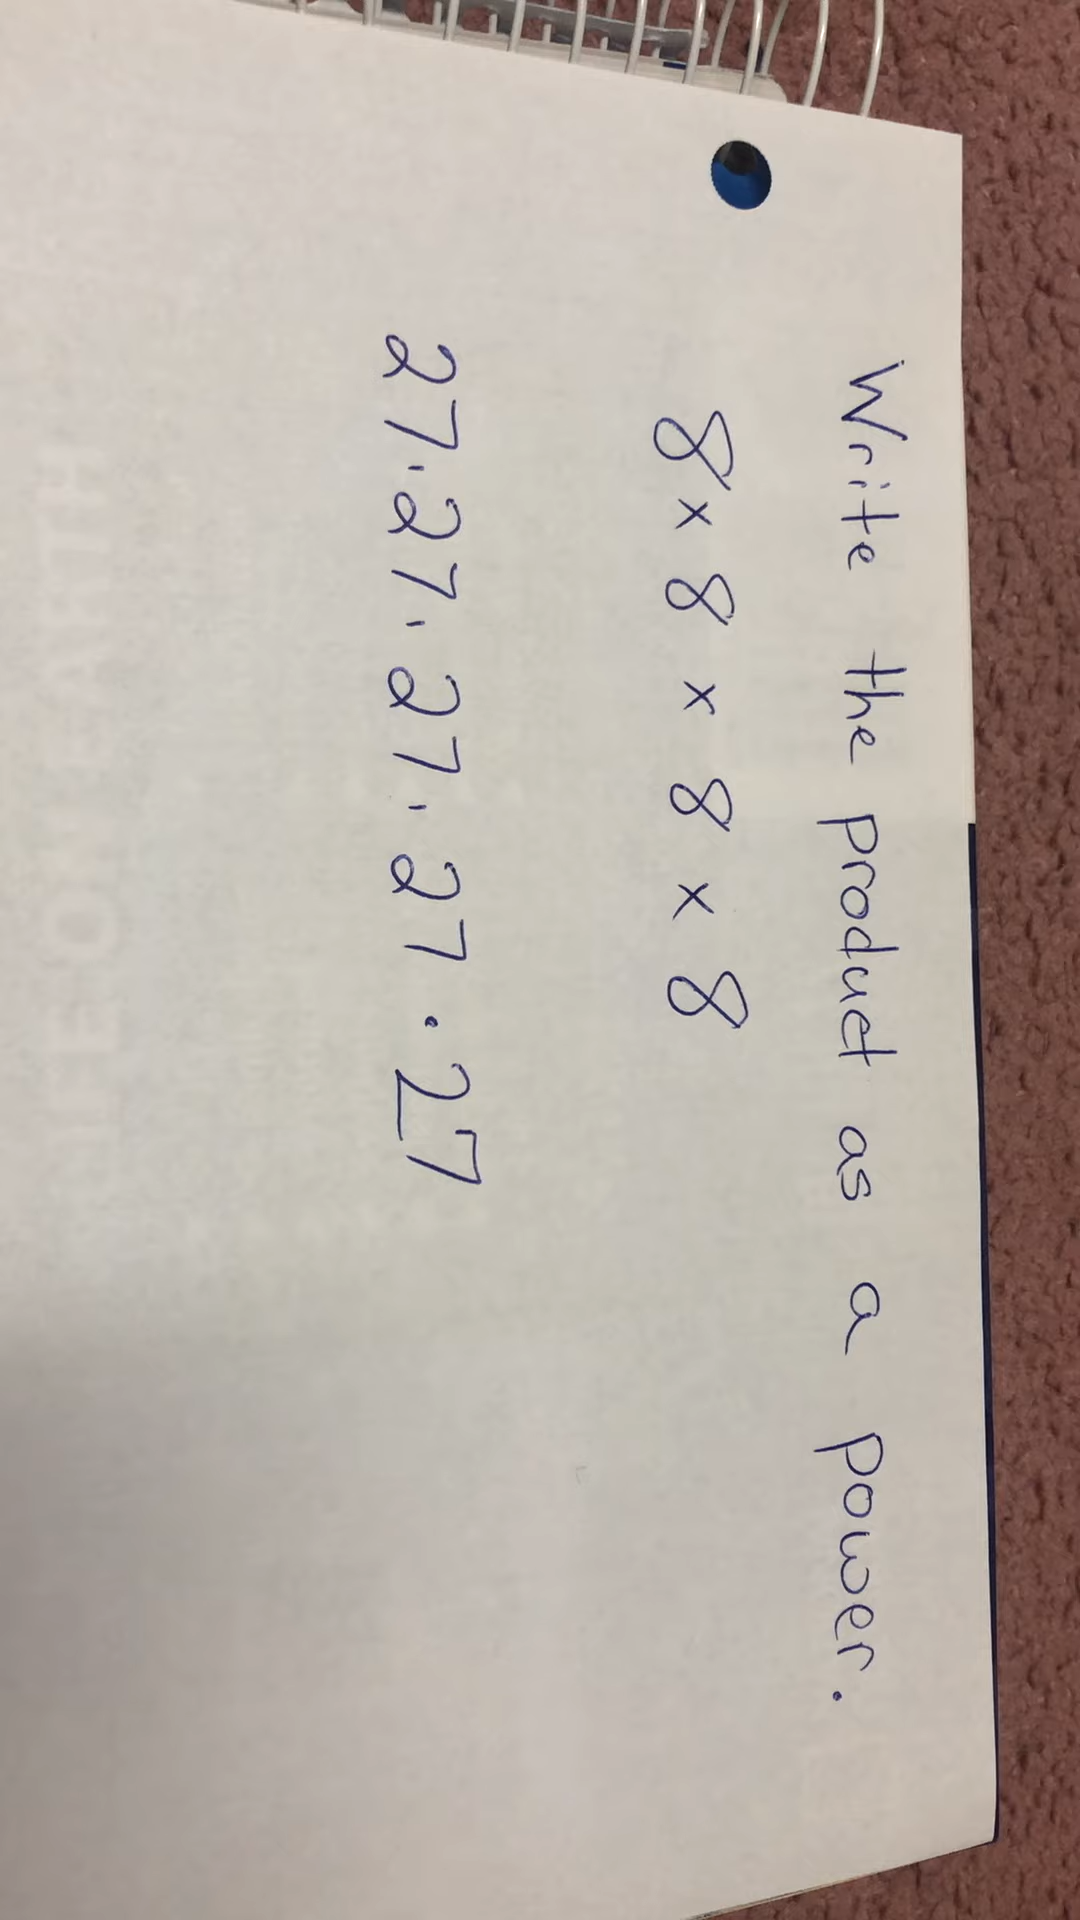 Write the product as a power.
8 × 8 × 8 × 8
27 · 27 · 27 · 27 · 27